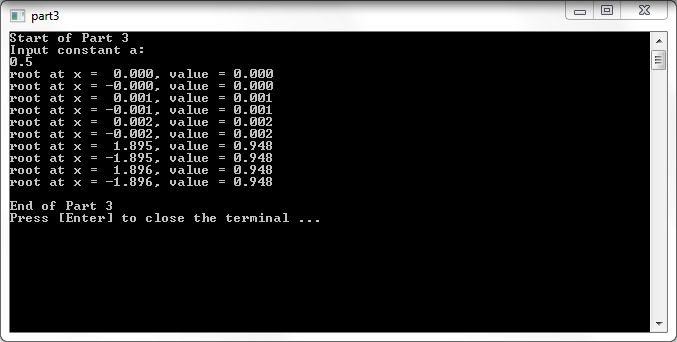 part3
Start of Part 3
Input constant a:
0.5
root at x =  0.000, value = 0.000
root at x = -0.000, value = 0.000
root at x =  0.001, value = 0.001
root at x = -0.001, value = 0.001
root at x =  0.002, value = 0.002
root at x = -0.002, value = 0.002
root at x =  1.895, value = 0.948
root at x = -1.895, value = 0.948
root at x =  1.896, value = 0.948
root at x = -1.896, value = 0.948
End of Part 3
Press [Enter] to close the terminal ...